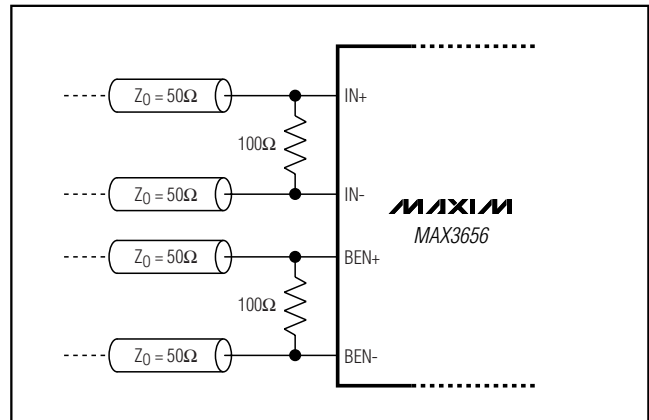 Z0 = 50Ω
IN+
100Ω
Z0 = 50Ω
IN-
MAXIM
MAX3656
Z0 = 50Ω
BEN+
100Ω
Z0 = 50Ω
BEN-